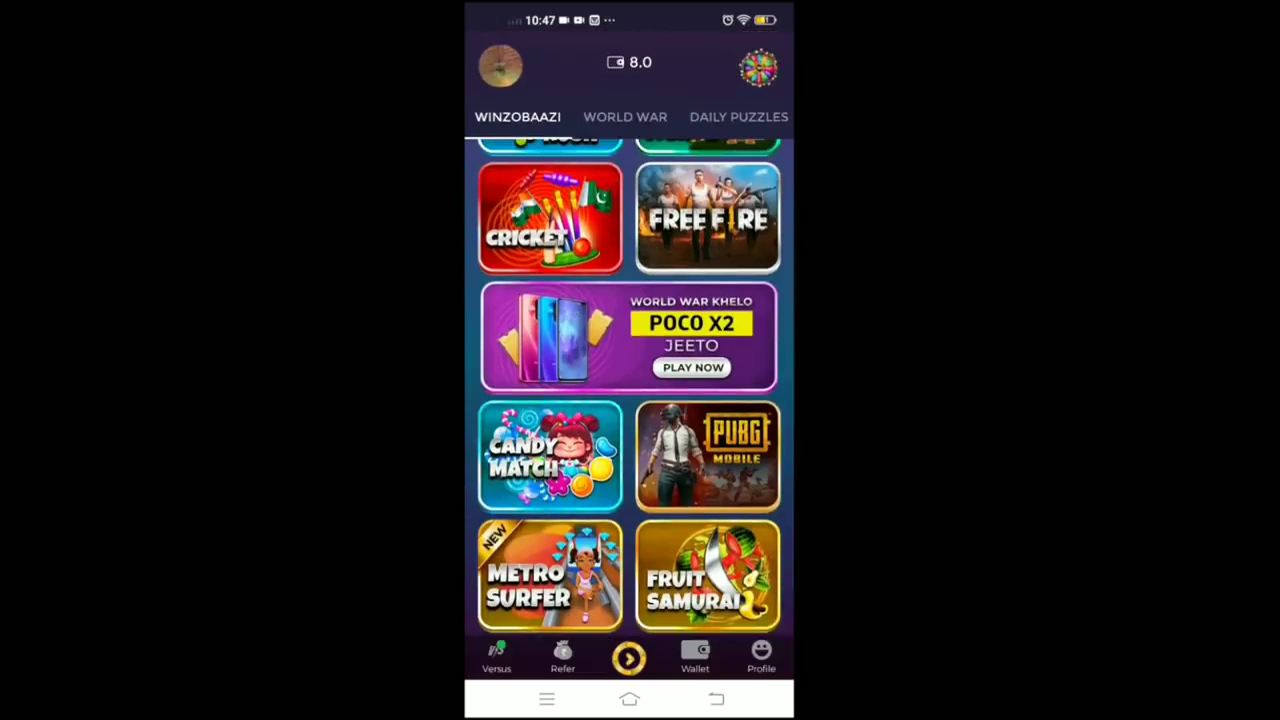 10:47
8.0
WINZOBAAZI WORLD WAR DAILY PUZZLES
CRICKET
FREE FIRE
WORLD WAR KHELO
POCO X2
JEETO
PLAY NOW
CANDY
MATCH
PUBG
MOBILE
NEW
METRO
SURFER
FRUIT
SAMURAI
V/S
Versus Refer Wallet Profile